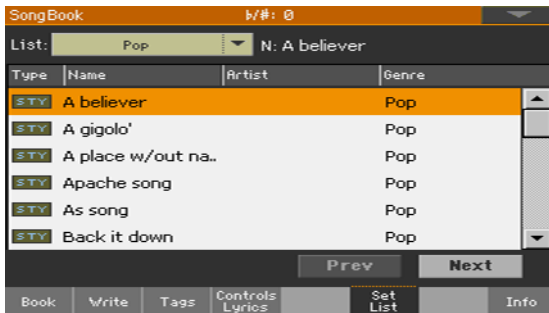 SongBook ♭/#: 0
List: Pop N: A believer
Type Name Artist Genre
STY A believer Pop
STY A gigolo' Pop
STY A place w/out na.. Pop
STY Apache song Pop
STY As song Pop
STY Back it down Pop
Prev Next
Book Write Tags Controls Lyrics Set List Info